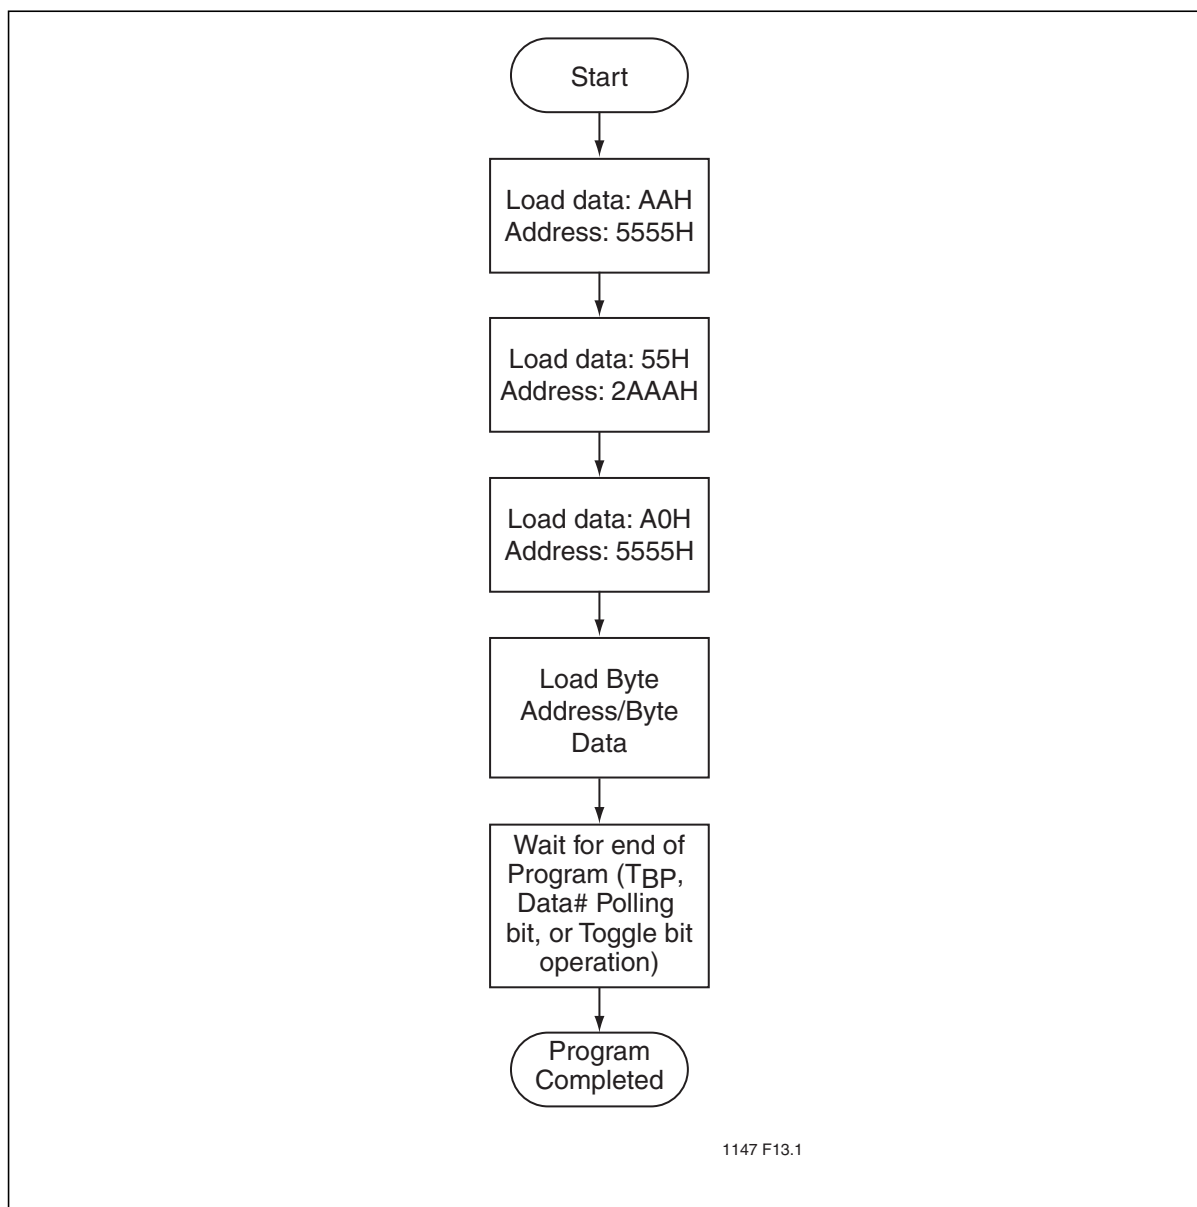 Start
Load data: AAH
Address: 5555H
Load data: 55H
Address: 2AAAH
Load data: A0H
Address: 5555H
Load Byte
Address/Byte
Data
Wait for end of
Program (TBP,
Data# Polling
bit, or Toggle bit
operation)
Program
Completed
1147 F13.1